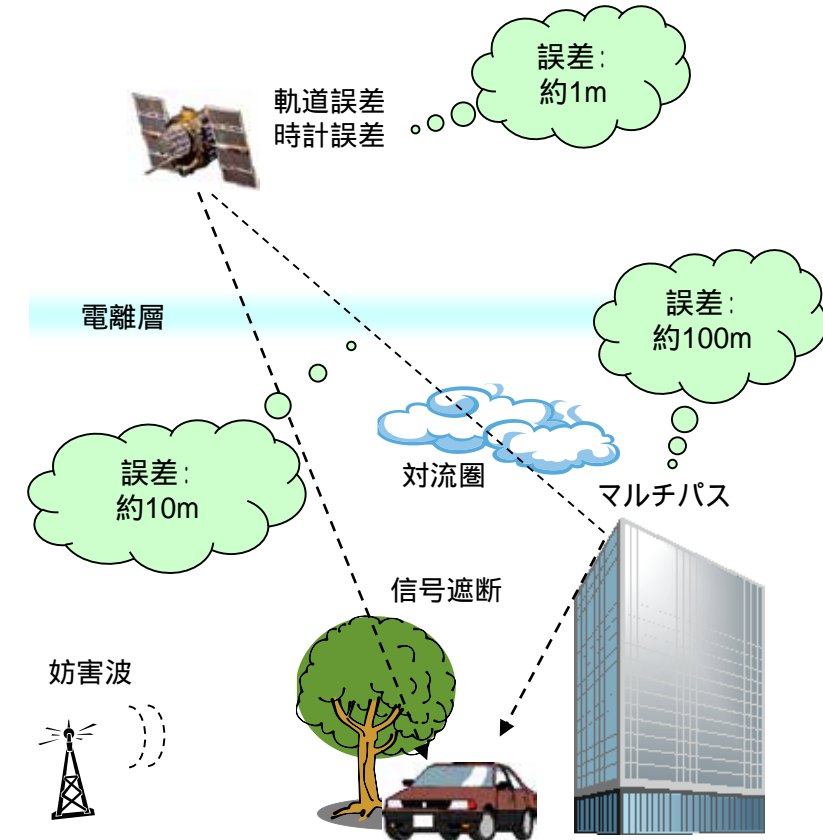 誤差:
約1m
軌道誤差
時計誤差
電離層
誤差:
約100m
誤差:
約10m
対流圏
マルチパス
信号遮断
妨害波